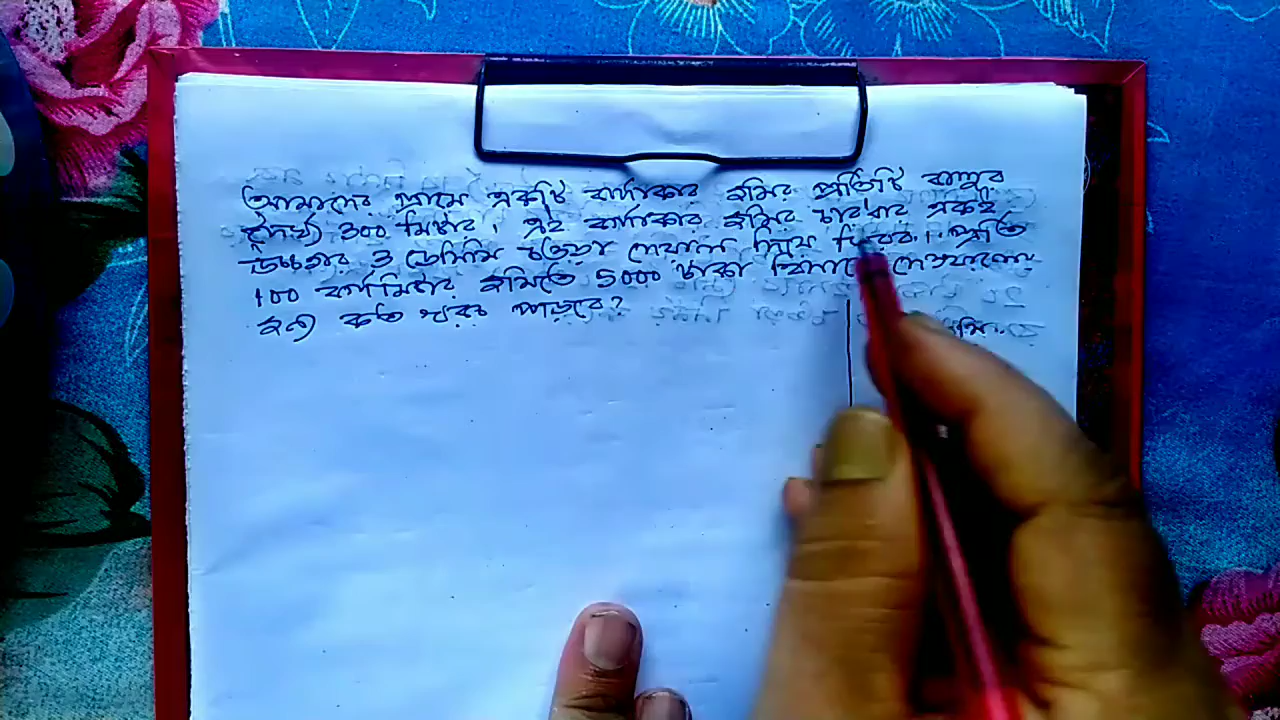 আমাদের গ্রামে একটি বর্গাকার জমির প্রতিটি বাহুর
দৈর্ঘ্য 300 মিটার। এই বর্গাকার জমির চারধার একই
উচ্চতার 3 ডেসিমি চওড়া দেয়াল দিয়ে ঘিরব। প্রতি
100 বর্গমিটার জমিতে 5000 টাকা হিসাবে দেওয়ালের
জন্য কত খরচ পড়বে?
মি.